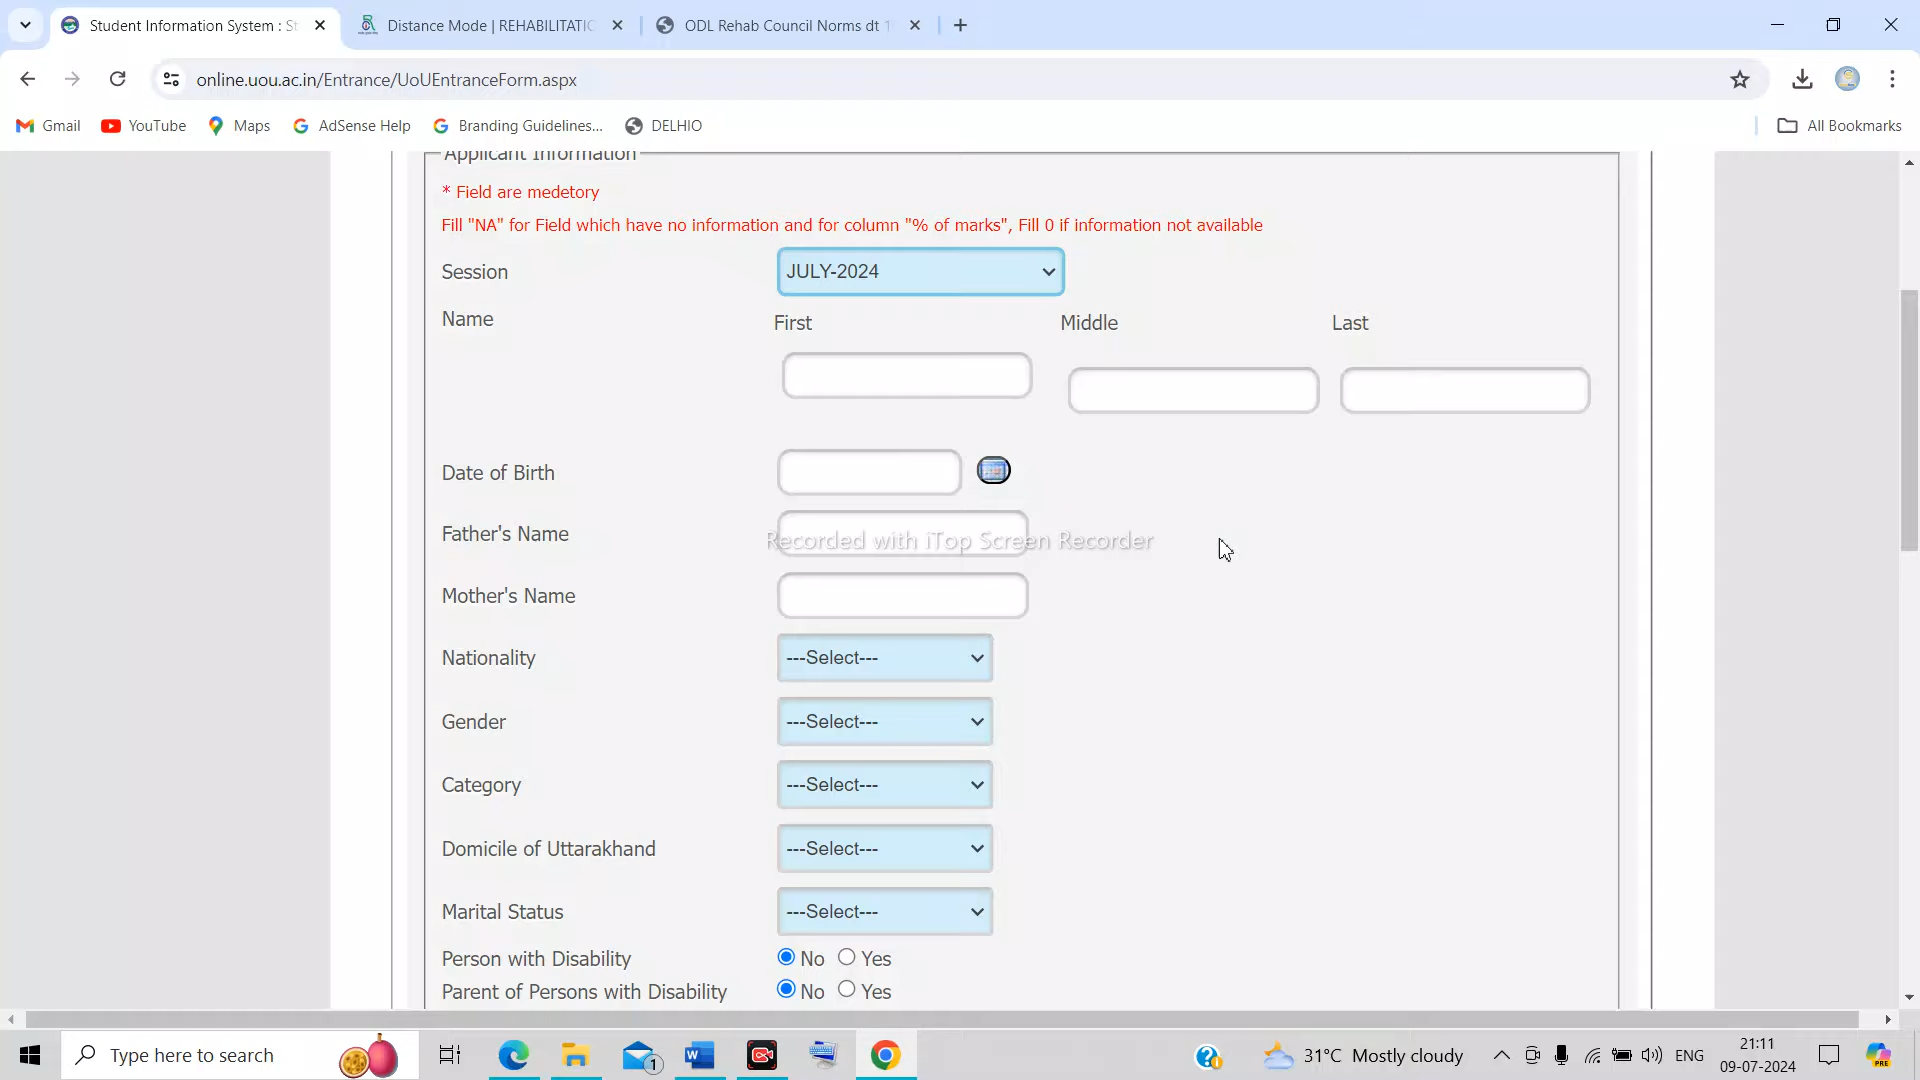 Student Information System : St
Distance Mode | REHABILITATIO
ODL Rehab Council Norms dt 1
online.uou.ac.in/Entrance/UoUEntranceForm.aspx
Gmail
YouTube
Maps
AdSense Help
Branding Guidelines...
DELHIO
All Bookmarks
Applicant Information
* Field are medetory
Fill "NA" for Field which have no information and for column "% of marks", Fill 0 if information not available
Session JULY-2024
Name First Middle Last
Date of Birth
Father's Name
Recorded with iTop Screen Recorder
Mother's Name
Nationality ---Select---
Gender ---Select---
Category ---Select---
Domicile of Uttarakhand ---Select---
Marital Status ---Select---
Person with Disability No Yes
Parent of Persons with Disability No Yes
Type here to search
1
31°C Mostly cloudy
ENG
21:11
09-07-2024
PRE